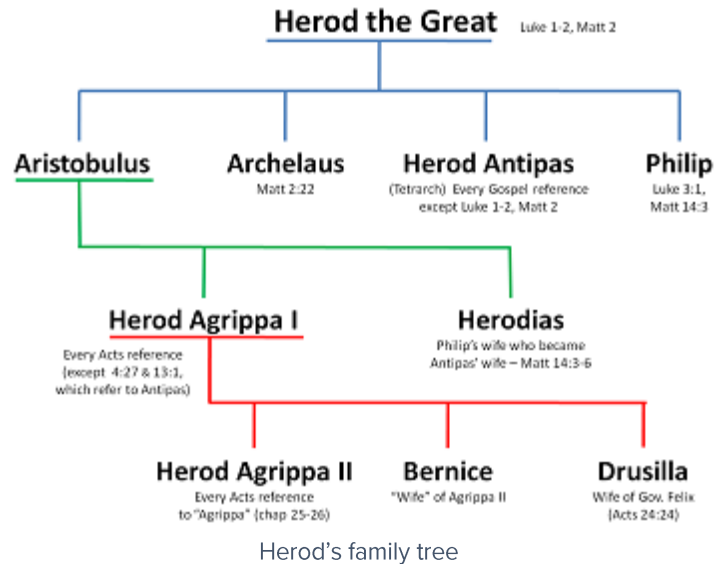 Herod the Great
Luke 1-2, Matt 2
Aristobulus
Archelaus
Matt 2:22
Herod Antipas
(Tetrarch) Every Gospel reference
except Luke 1-2, Matt 2
Philip
Luke 3:1,
Matt 14:3
Herod Agrippa I
Every Acts reference
(except 4:27 & 13:1,
which refer to Antipas)
Herodias
Philip's wife who became
Antipas' wife – Matt 14:3-6
Herod Agrippa II
Every Acts reference
to "Agrippa" (chap 25-26)
Bernice
"Wife" of Agrippa II
Drusilla
Wife of Gov. Felix
(Acts 24:24)
Herod's family tree